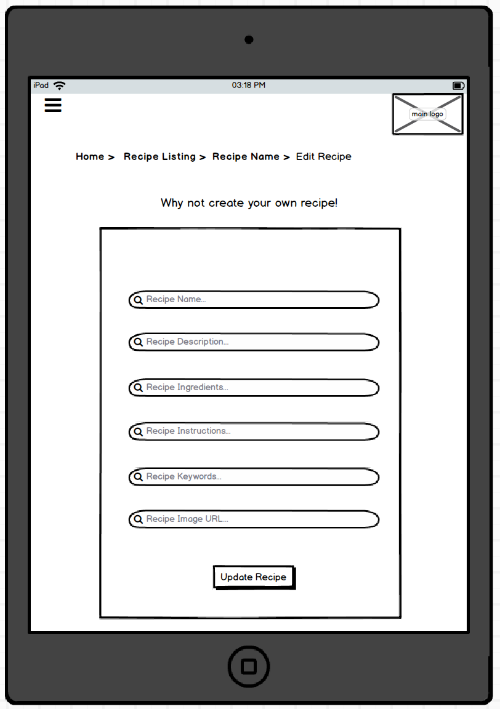 iPad 03:18 PM
main logo
Home > Recipe Listing > Recipe Name > Edit Recipe
Why not create your own recipe!
Recipe Name...
Recipe Description...
Recipe Ingredients...
Recipe Instructions...
Recipe Keywords...
Recipe Image URL...
Update Recipe